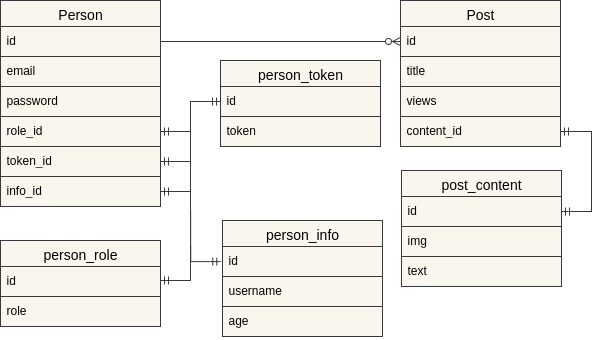 Person
id
email
password
role_id
token_id
info_id
person_role
id
role
person_token
id
token
person_info
id
username
age
Post
id
title
views
content_id
post_content
id
img
text